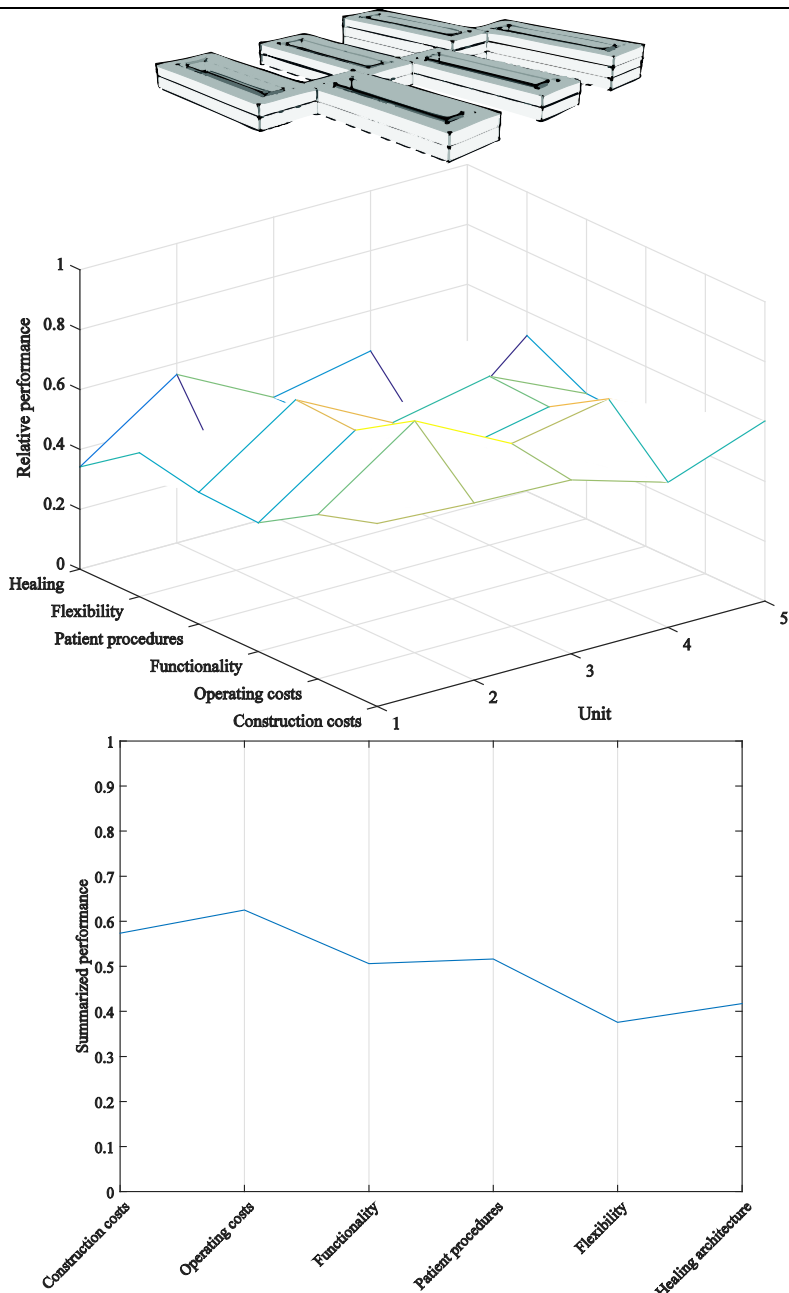 1
0.8
0.6
0.4
0.2
0
Relative performance
Healing
Flexibility
Patient procedures
Functionality
Operating costs
Construction costs
1
2
3
4
5
Unit
1
0.9
0.8
0.7
0.6
0.5
0.4
0.3
0.2
0.1
0
Summarized performance
Construction costs
Operating costs
Functionality
Patient procedures
Flexibility
Healing architecture